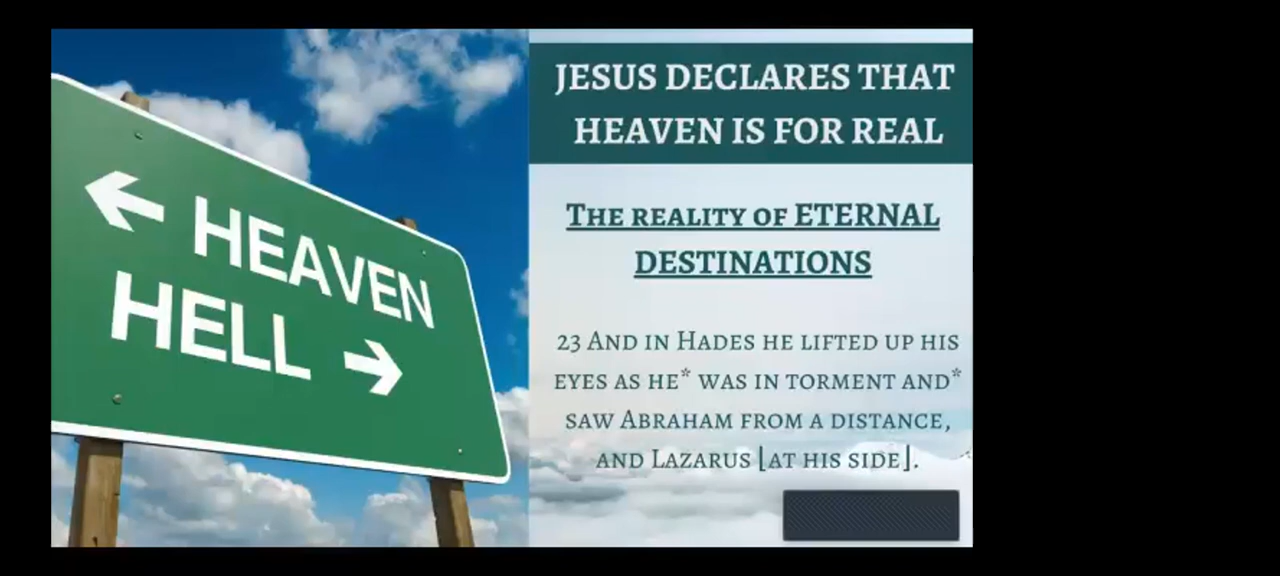 ← HEAVEN
HELL →
JESUS DECLARES THAT
HEAVEN IS FOR REAL
THE REALITY OF ETERNAL
DESTINATIONS
23 AND IN HADES HE LIFTED UP HIS
EYES AS HE* WAS IN TORMENT AND*
SAW ABRAHAM FROM A DISTANCE,
AND LAZARUS ⌊AT HIS SIDE⌋.